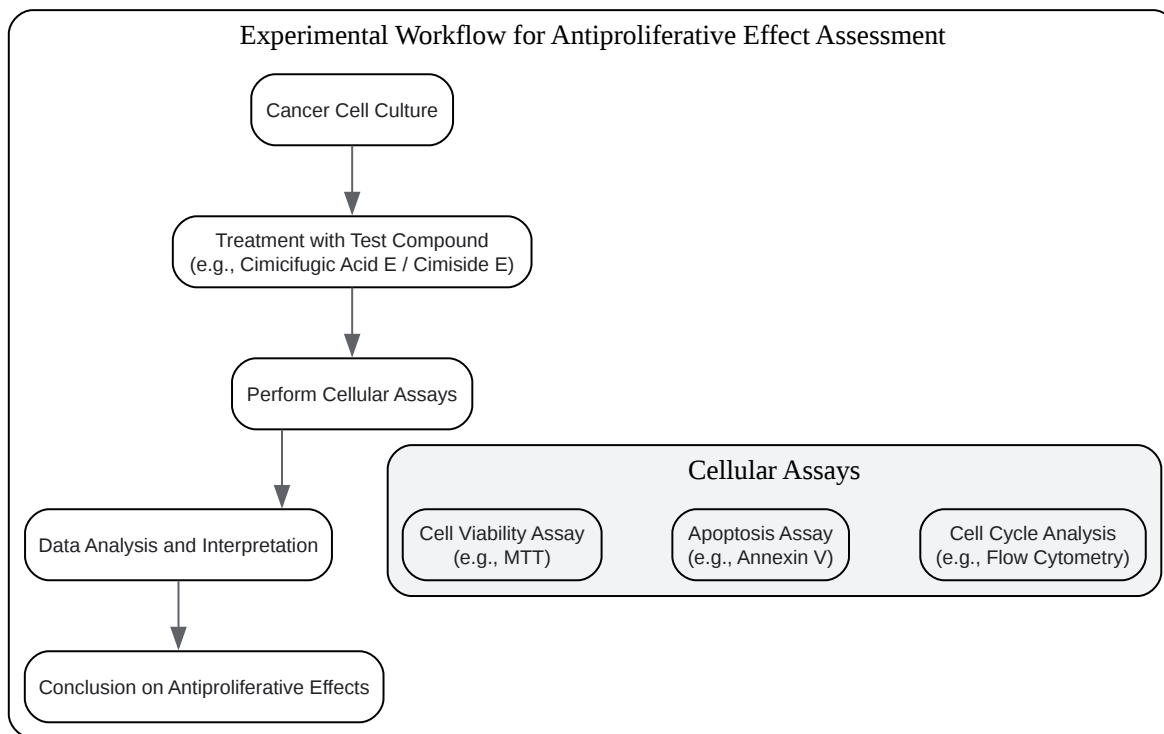 Experimental Workflow for Antiproliferative Effect Assessment
Cancer Cell Culture
Treatment with Test Compound
(e.g., Cimicifugic Acid E / Cimiside E)
Perform Cellular Assays
Cellular Assays
Data Analysis and Interpretation
Cell Viability Assay
(e.g., MTT)
Apoptosis Assay
(e.g., Annexin V)
Cell Cycle Analysis
(e.g., Flow Cytometry)
Conclusion on Antiproliferative Effects